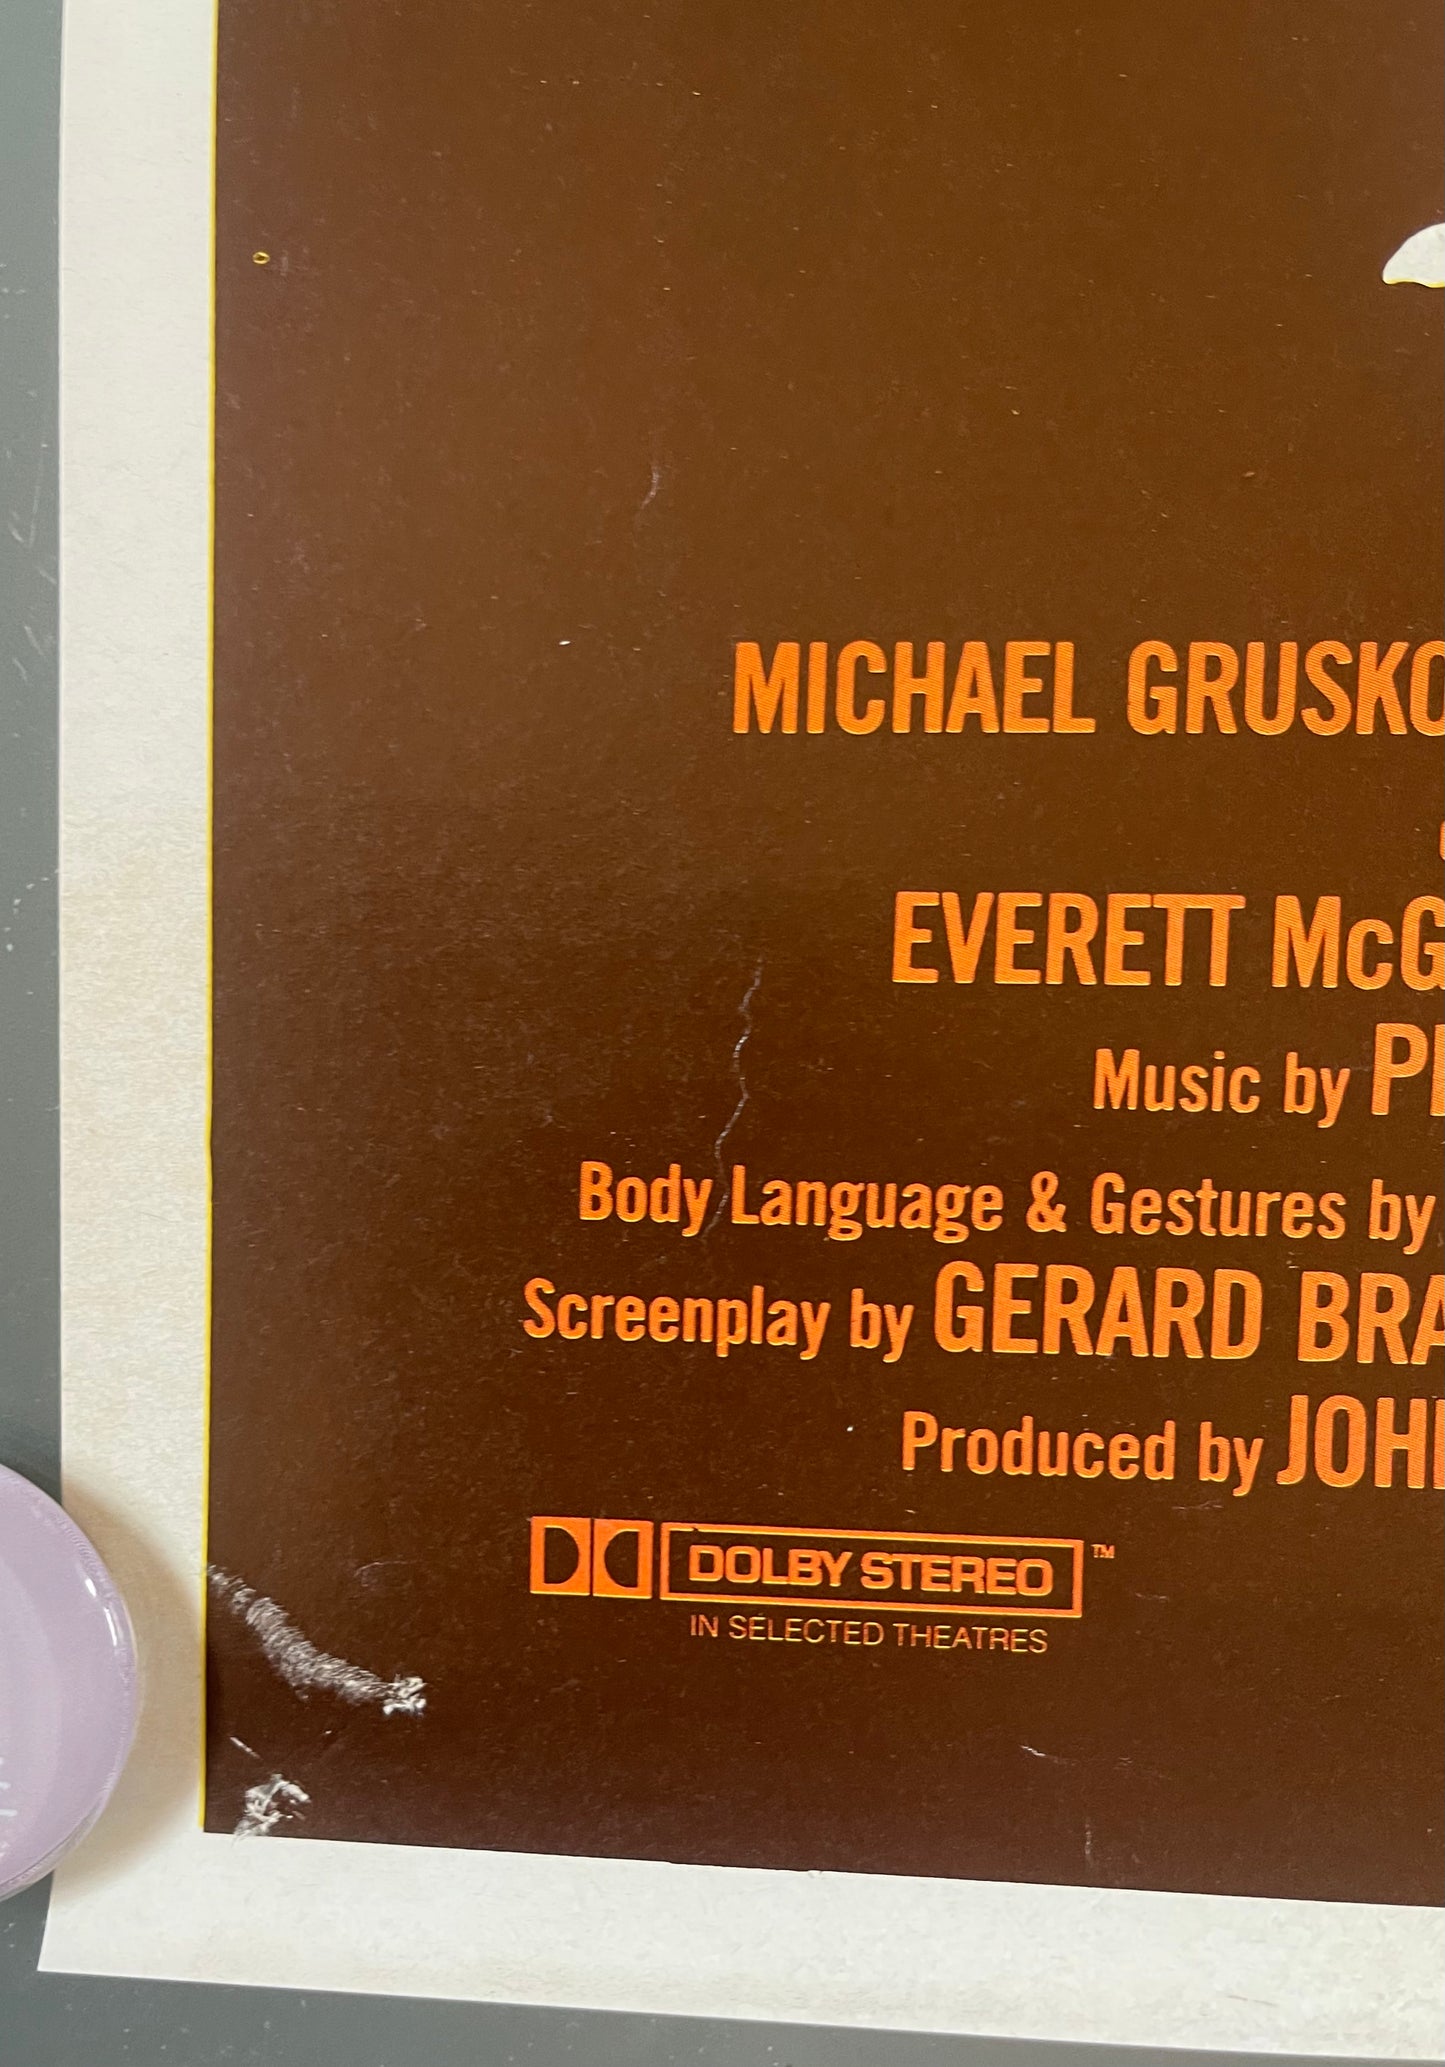 MICHAEL GRUSKO
EVERETT McG
Music by
Body Language & Gestures by
Screenplay by GERARD BRA
Produced by JOH
DOLBY STEREO ™
IN SELECTED THEATRES